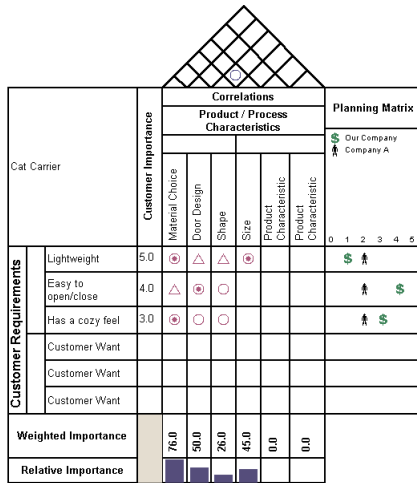 Correlations
Product / Process
Characteristics
Planning Matrix
$ Our Company
Company A
Cat Carrier
Customer Importance
Material Choice
Door Design
Shape
Size
Product
Characteristic
Product
Characteristic
0 1 2 3 4 5
Customer Requirements
Lightweight 5.0
$
Easy to
open/close
4.0
$
Has a cozy feel 3.0
$
Customer Want
Customer Want
Customer Want
Weighted Importance 76.0 50.0 26.0 45.0 0.0 0.0
Relative Importance